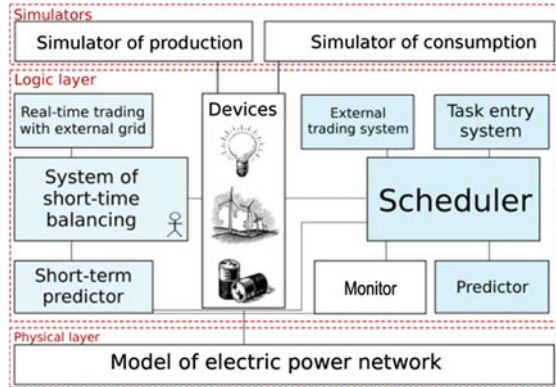 Simulators
Simulator of production
Simulator of consumption
Logic layer
Real-time trading
with external grid
Devices
External
trading system
Task entry
system
System of
short-time
balancing
Scheduler
Short-term
predictor
Monitor
Predictor
Physical layer
Model of electric power network